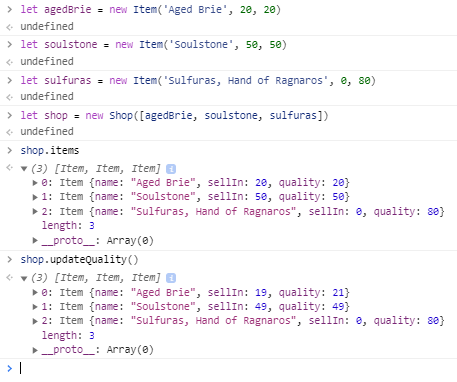 > let agedBrie = new Item('Aged Brie', 20, 20)
< undefined
> let soulstone = new Item('Soulstone', 50, 50)
< undefined
> let sulfuras = new Item('Sulfuras, Hand of Ragnaros', 0, 80)
< undefined
> let shop = new Shop([agedBrie, soulstone, sulfuras])
< undefined
> shop.items
< ▼ (3) [Item, Item, Item] i
▶ 0: Item {name: "Aged Brie", sellIn: 20, quality: 20}
▶ 1: Item {name: "Soulstone", sellIn: 50, quality: 50}
▶ 2: Item {name: "Sulfuras, Hand of Ragnaros", sellIn: 0, quality: 80}
length: 3
▶ __proto__: Array(0)
> shop.updateQuality()
< ▼ (3) [Item, Item, Item] i
▶ 0: Item {name: "Aged Brie", sellIn: 19, quality: 21}
▶ 1: Item {name: "Soulstone", sellIn: 49, quality: 49}
▶ 2: Item {name: "Sulfuras, Hand of Ragnaros", sellIn: 0, quality: 80}
length: 3
▶ __proto__: Array(0)
>